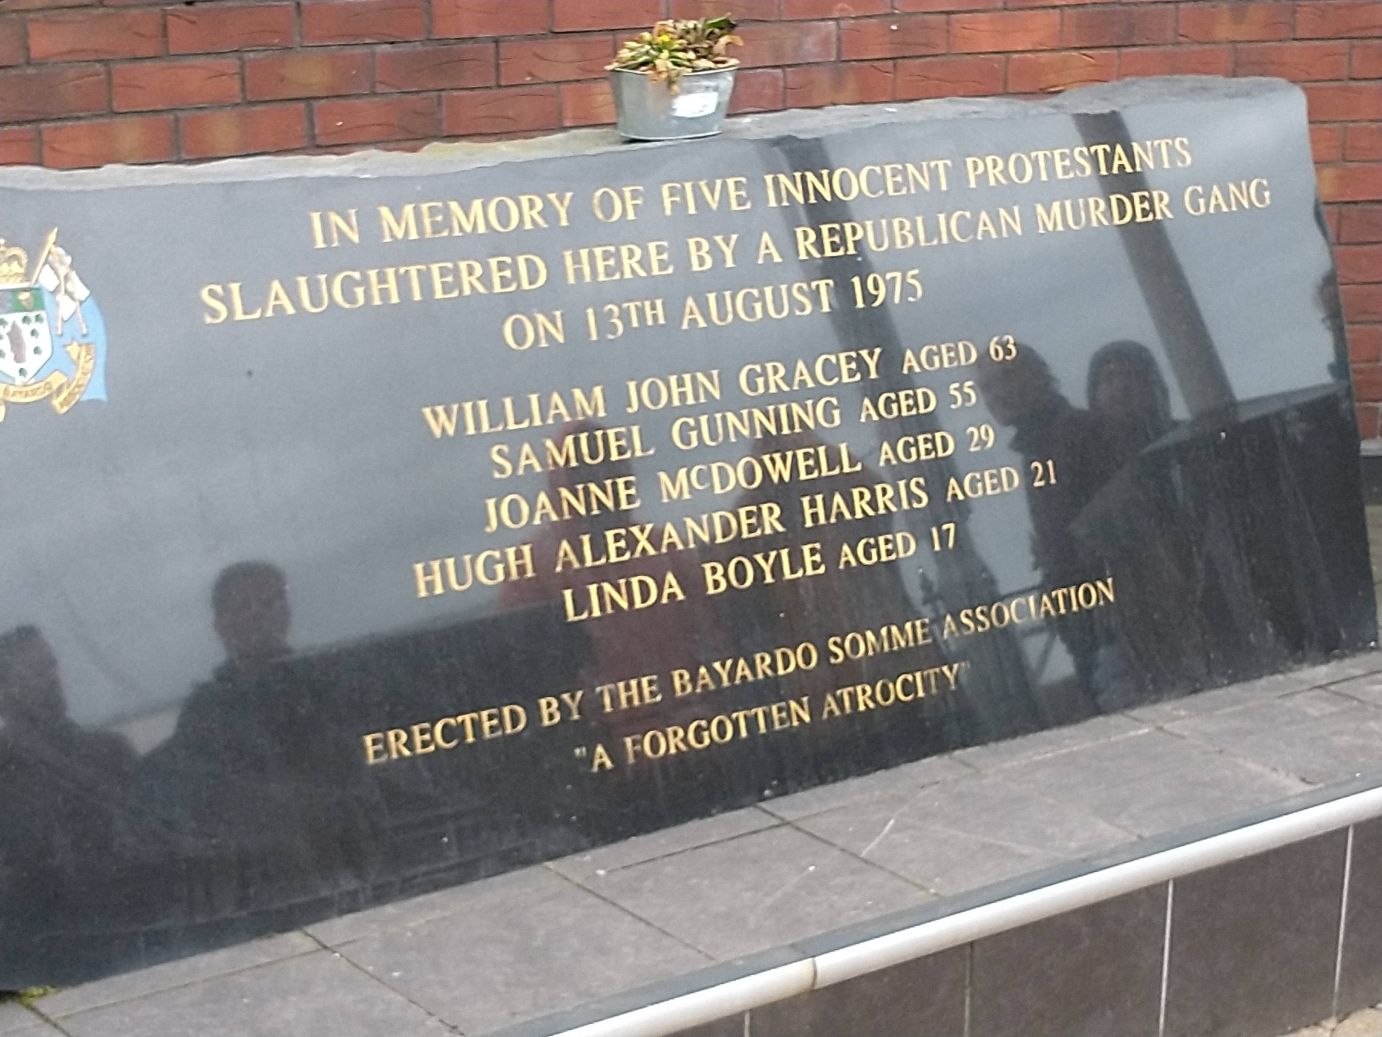 IN MEMORY OF FIVE INNOCENT PROTESTANTS
SLAUGHTERED HERE BY A REPUBLICAN MURDER GANG
ON 13TH AUGUST 1975
WILLIAM JOHN GRACEY AGED 63
SAMUEL GUNNING AGED 55
JOANNE McDOWELL AGED 29
HUGH ALEXANDER HARRIS AGED 21
LINDA BOYLE AGED 17
ERECTED BY THE BAYARDO SOMME ASSOCIATION
"A FORGOTTEN ATROCITY"